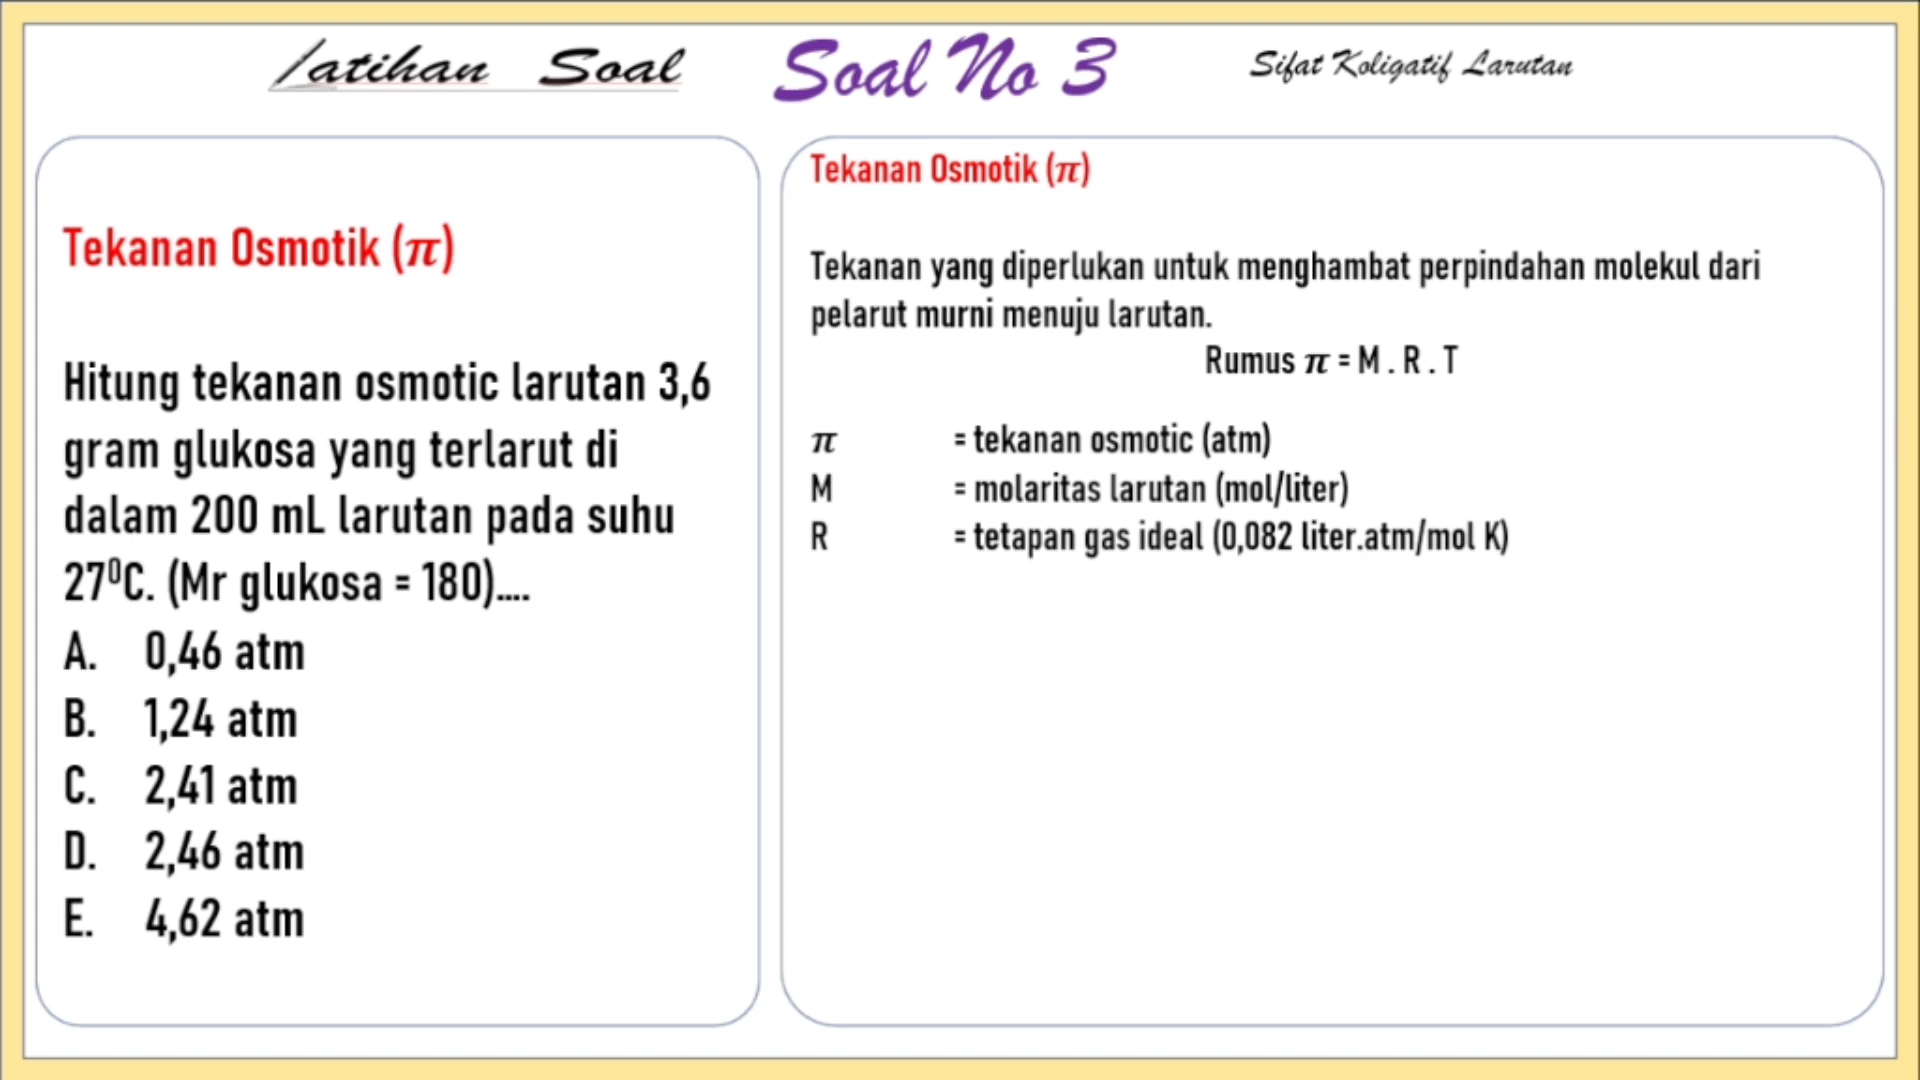 Latihan Soal
Soal No 3
Sifat Koligatif Larutan
Tekanan Osmotik (π)
Hitung tekanan osmotic larutan 3,6
gram glukosa yang terlarut di
dalam 200 mL larutan pada suhu
27⁰C. (Mr glukosa = 180)....
A. 0,46 atm
B. 1,24 atm
C. 2,41 atm
D. 2,46 atm
E. 4,62 atm
Tekanan Osmotik (π)
Tekanan yang diperlukan untuk menghambat perpindahan molekul dari
pelarut murni menuju larutan.
Rumus π = M . R . T
π = tekanan osmotic (atm)
M = molaritas larutan (mol/liter)
R = tetapan gas ideal (0,082 liter.atm/mol K)